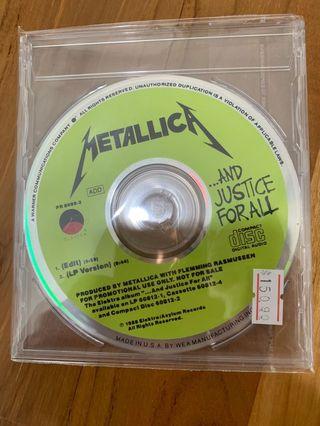 A WARNER COMMUNICATIONS COMPANY. ALL RIGHTS RESERVED. UNAUTHORIZED DUPLICATION IS A VIOLATION OF APPLICABLE LAWS.
METALLICA
...AND
JUSTICE
FOR ALL
ADD
COMPACT
disc
DIGITAL AUDIO
1. (Edit)
2. (LP Version)
PRODUCED BY METALLICA WITH FLEMMING RASMUSSEN
FOR PROMOTIONAL USE ONLY. NOT FOR SALE
The Elektra album "...And Justice For All"
available on LP 60812-1, Cassette 60812-4
and Compact Disc 60812-2
© 1988 Elektra/Asylum Records
All Rights Reserved.
MADE IN U.S.A. BY WEA MANUFACTURING INC.
$150.90